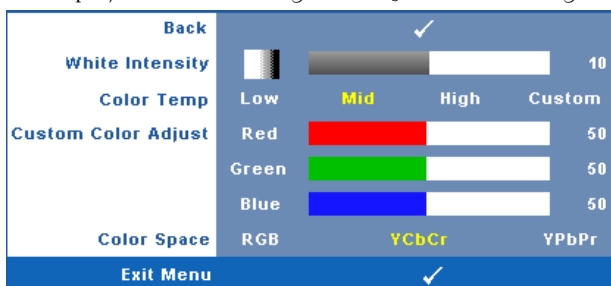 Back
White Intensity 10
Color Temp Low Mid High Custom
Custom Color Adjust Red 50
Green 50
Blue 50
Color Space RGB YCbCr YPbPr
Exit Menu